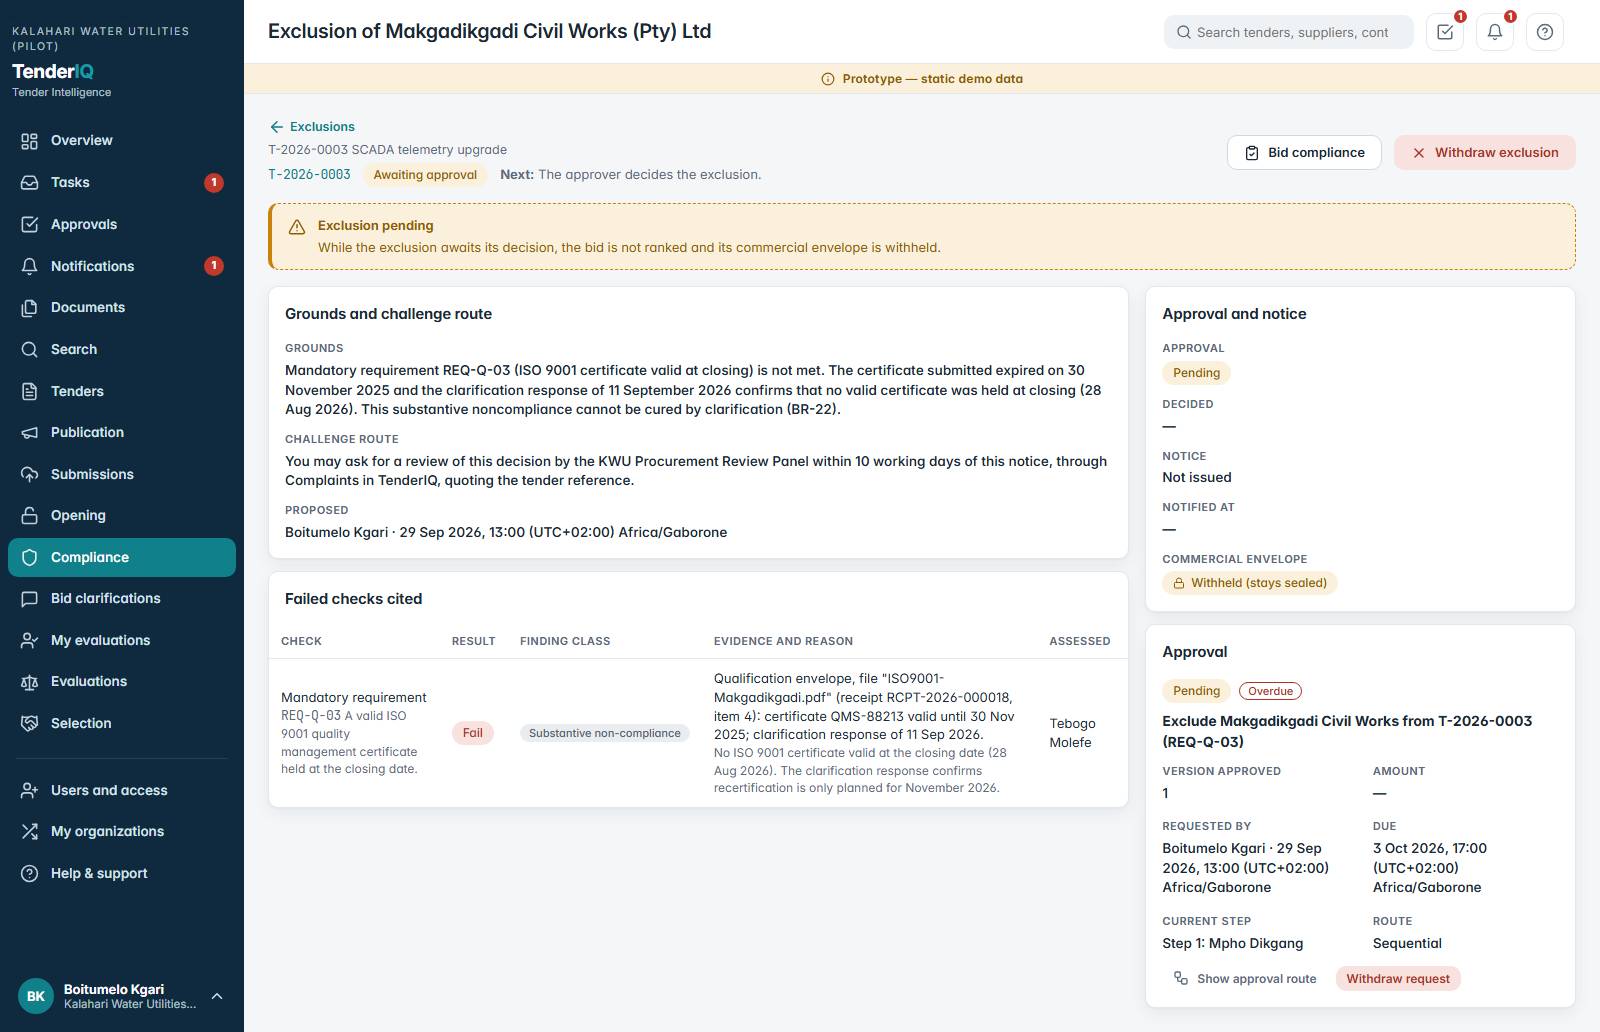 KALAHARI WATER UTILITIES
(PILOT)
TenderIQ
Tender Intelligence
Overview
Tasks 1
Approvals
Notifications 1
Documents
Search
Tenders
Publication
Submissions
Opening
Compliance
Bid clarifications
My evaluations
Evaluations
Selection
Users and access
My organizations
Help & support
BK
Boitumelo Kgari
Kalahari Water Utilities...
Exclusion of Makgadikgadi Civil Works (Pty) Ltd
Search tenders, suppliers, cont
1
1
Prototype — static demo data
Exclusions
T-2026-0003 SCADA telemetry upgrade
T-2026-0003 Awaiting approval Next: The approver decides the exclusion.
Bid compliance
Withdraw exclusion
Exclusion pending
While the exclusion awaits its decision, the bid is not ranked and its commercial envelope is withheld.
Grounds and challenge route
GROUNDS
Mandatory requirement REQ-Q-03 (ISO 9001 certificate valid at closing) is not met. The certificate submitted expired on 30
November 2025 and the clarification response of 11 September 2026 confirms that no valid certificate was held at closing (28
Aug 2026). This substantive noncompliance cannot be cured by clarification (BR-22).
CHALLENGE ROUTE
You may ask for a review of this decision by the KWU Procurement Review Panel within 10 working days of this notice, through
Complaints in TenderIQ, quoting the tender reference.
PROPOSED
Boitumelo Kgari · 29 Sep 2026, 13:00 (UTC+02:00) Africa/Gaborone
Failed checks cited
CHECK RESULT FINDING CLASS EVIDENCE AND REASON ASSESSED
Mandatory requirement
REQ-Q-03 A valid ISO
9001 quality
management certificate
held at the closing date.
Fail
Substantive non-compliance
Qualification envelope, file "ISO9001-
Makgadikgadi.pdf" (receipt RCPT-2026-000018,
item 4): certificate QMS-88213 valid until 30 Nov
2025; clarification response of 11 Sep 2026.
No ISO 9001 certificate valid at the closing date (28
Aug 2026). The clarification response confirms
recertification is only planned for November 2026.
Tebogo
Molefe
Approval and notice
APPROVAL
Pending
DECIDED
—
NOTICE
Not issued
NOTIFIED AT
—
COMMERCIAL ENVELOPE
Withheld (stays sealed)
Approval
Pending Overdue
Exclude Makgadikgadi Civil Works from T-2026-0003
(REQ-Q-03)
VERSION APPROVED
1
AMOUNT
—
REQUESTED BY
Boitumelo Kgari · 29 Sep
2026, 13:00 (UTC+02:00)
Africa/Gaborone
DUE
3 Oct 2026, 17:00
(UTC+02:00)
Africa/Gaborone
CURRENT STEP
Step 1: Mpho Dikgang
ROUTE
Sequential
Show approval route
Withdraw request